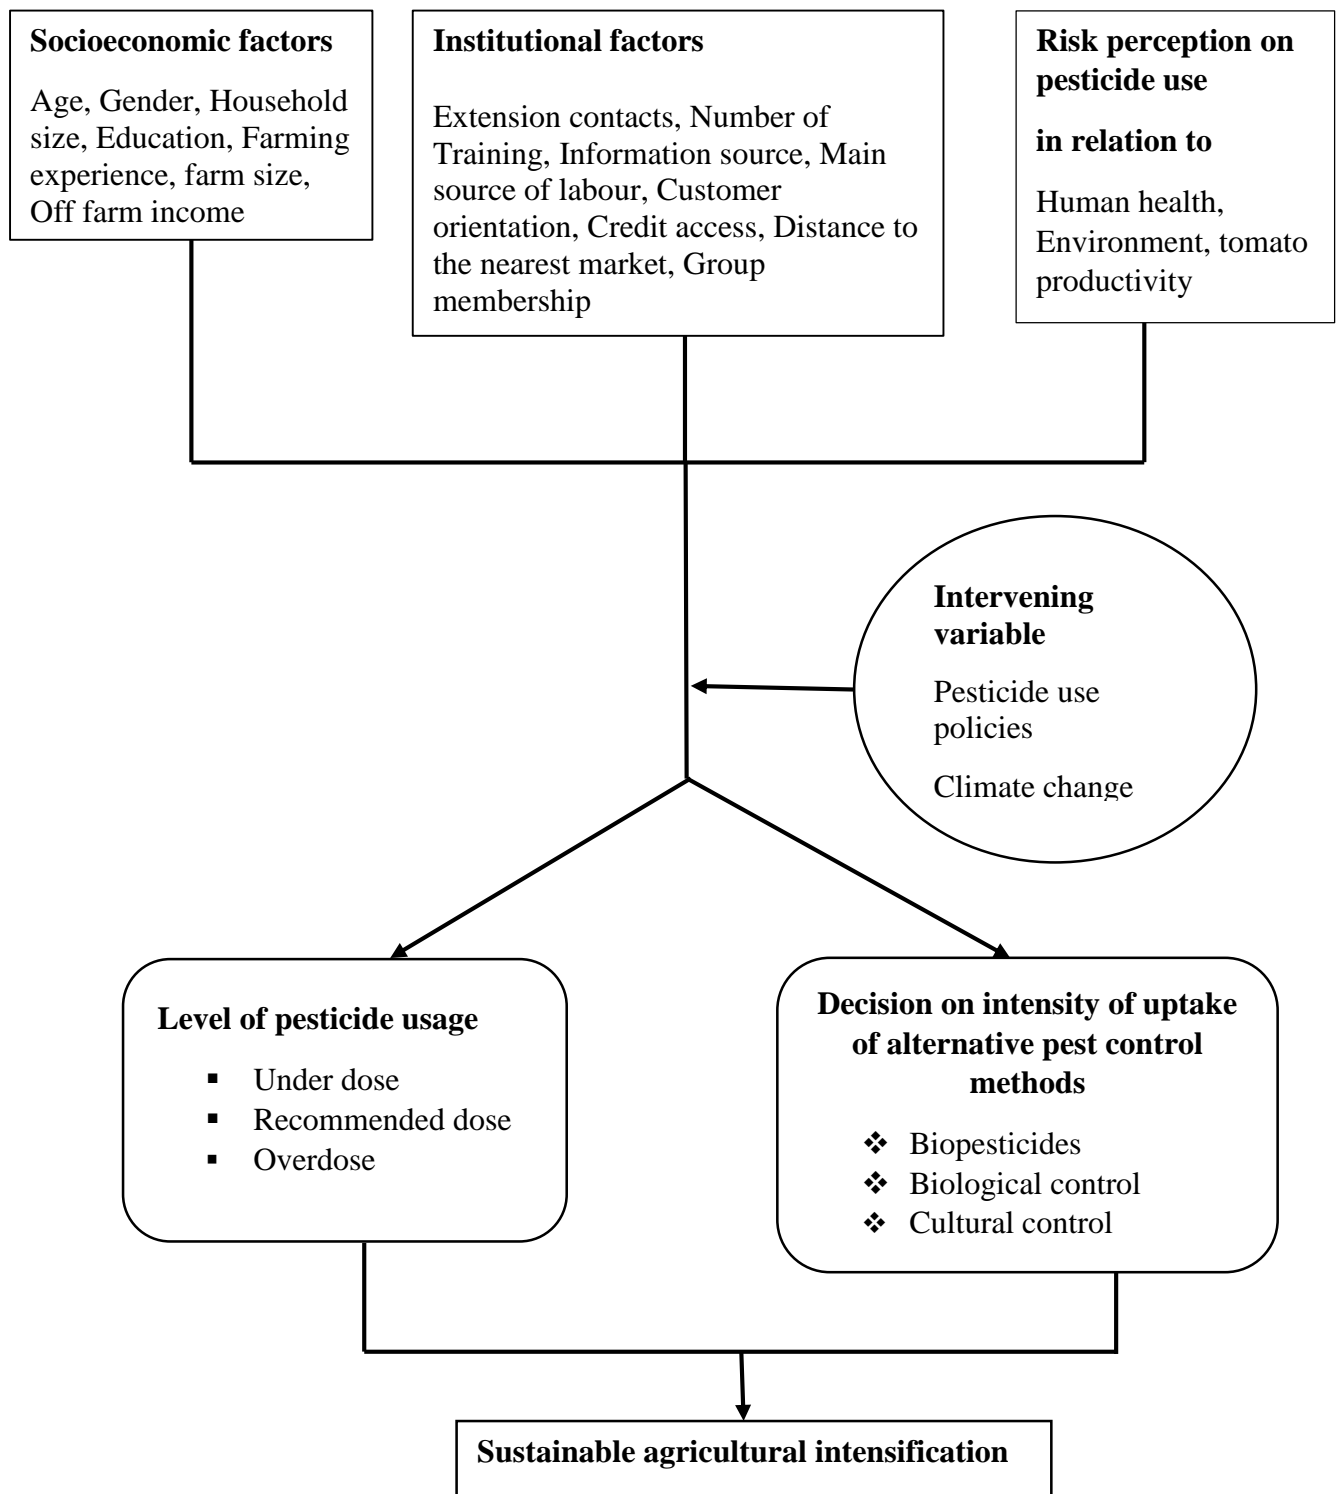 Socioeconomic factors
Age, Gender, Household
size, Education, Farming
experience, farm size,
Off farm income
Institutional factors
Extension contacts, Number of
Training, Information source, Main
source of labour, Customer
orientation, Credit access, Distance to
the nearest market, Group
membership
Risk perception on
pesticide use
in relation to
Human health,
Environment, tomato
productivity
Intervening
variable
Pesticide use
policies
Climate change
Level of pesticide usage
▪ Under dose
▪ Recommended dose
▪ Overdose
Decision on intensity of uptake
of alternative pest control
methods
❖ Biopesticides
❖ Biological control
❖ Cultural control
Sustainable agricultural intensification